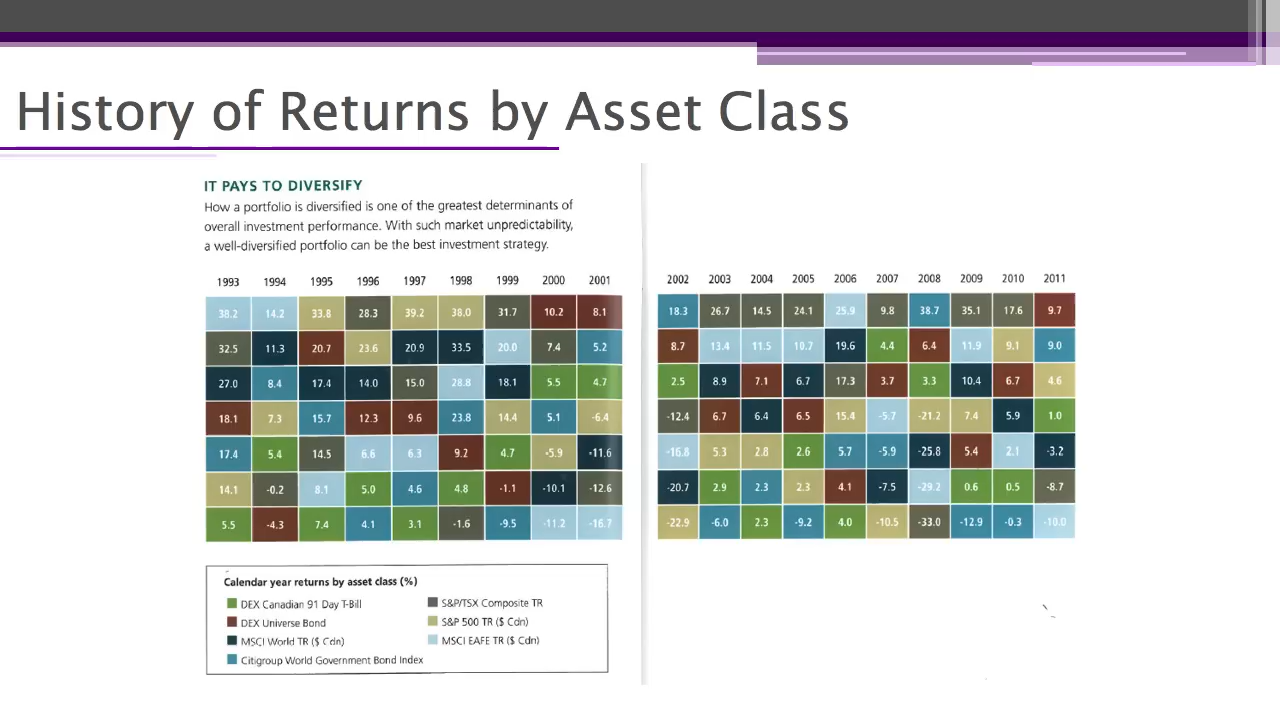 History of Returns by Asset Class
IT PAYS TO DIVERSIFY
How a portfolio is diversified is one of the greatest determinants of
overall investment performance. With such market unpredictability,
a well-diversified portfolio can be the best investment strategy.
1993 1994 1995 1996 1997 1998 1999 2000 2001 2002 2003 2004 2005 2006 2007 2008 2009 2010 2011
38.2 14.2 33.8 28.3 39.2 38.0 31.7 10.2 8.1 18.3 26.7 14.5 24.1 25.9 9.8 38.7 35.1 17.6 9.7
32.5 11.3 20.7 23.6 20.9 33.5 20.0 7.4 5.2 8.7 13.4 11.5 10.7 19.6 4.4 6.4 11.9 9.1 9.0
27.0 8.4 17.4 14.0 15.0 28.8 18.1 5.5 4.7 2.5 8.9 7.1 6.7 17.3 3.7 3.3 10.4 6.7 4.6
18.1 7.3 15.7 12.3 9.6 23.8 14.4 5.1 -6.4 -12.4 6.7 6.4 6.5 15.4 -5.7 -21.2 7.4 5.9 1.0
17.4 5.4 14.5 6.6 6.3 9.2 4.7 -5.9 -11.6 -16.8 5.3 2.8 2.6 5.7 -5.9 -25.8 5.4 2.1 -3.2
14.1 -0.2 8.1 5.0 4.6 4.8 -1.1 -10.1 -12.6 -20.7 2.9 2.3 2.3 4.1 -7.5 -29.2 0.6 0.5 -8.7
5.5 -4.3 7.4 4.1 3.1 -1.6 -9.5 -11.2 -16.7 -22.9 -6.0 2.3 -9.2 4.0 -10.5 -33.0 -12.9 -0.3 -10.0
Calendar year returns by asset class (%)
DEX Canadian 91 Day T-Bill
DEX Universe Bond
MSCI World TR ($ Cdn)
Citigroup World Government Bond Index
S&P/TSX Composite TR
S&P 500 TR ($ Cdn)
MSCI EAFE TR ($ Cdn)